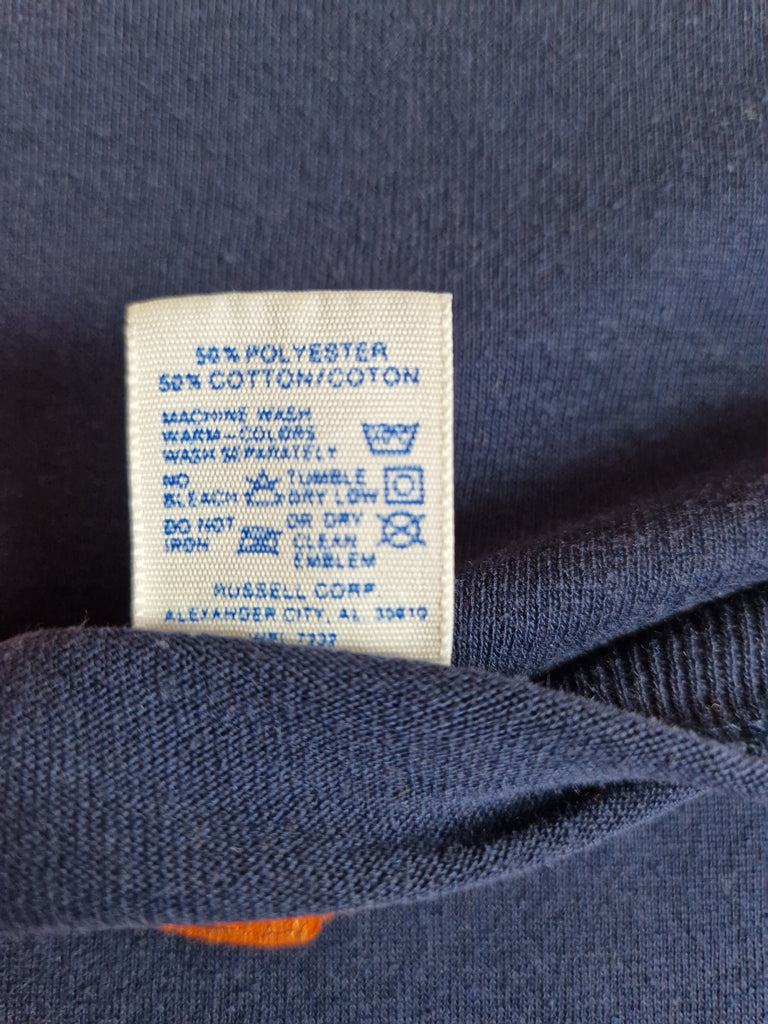 50% POLYESTER
50% COTTON/COTON
MACHINE WASH
WARM-COLORS
WASH SEPARATELY
NO BLEACH
TUMBLE DRY LOW
DO NOT IRON
OR DRY CLEAN EMBLEM
RUSSELL CORP.
ALEXANDER CITY, AL 35010